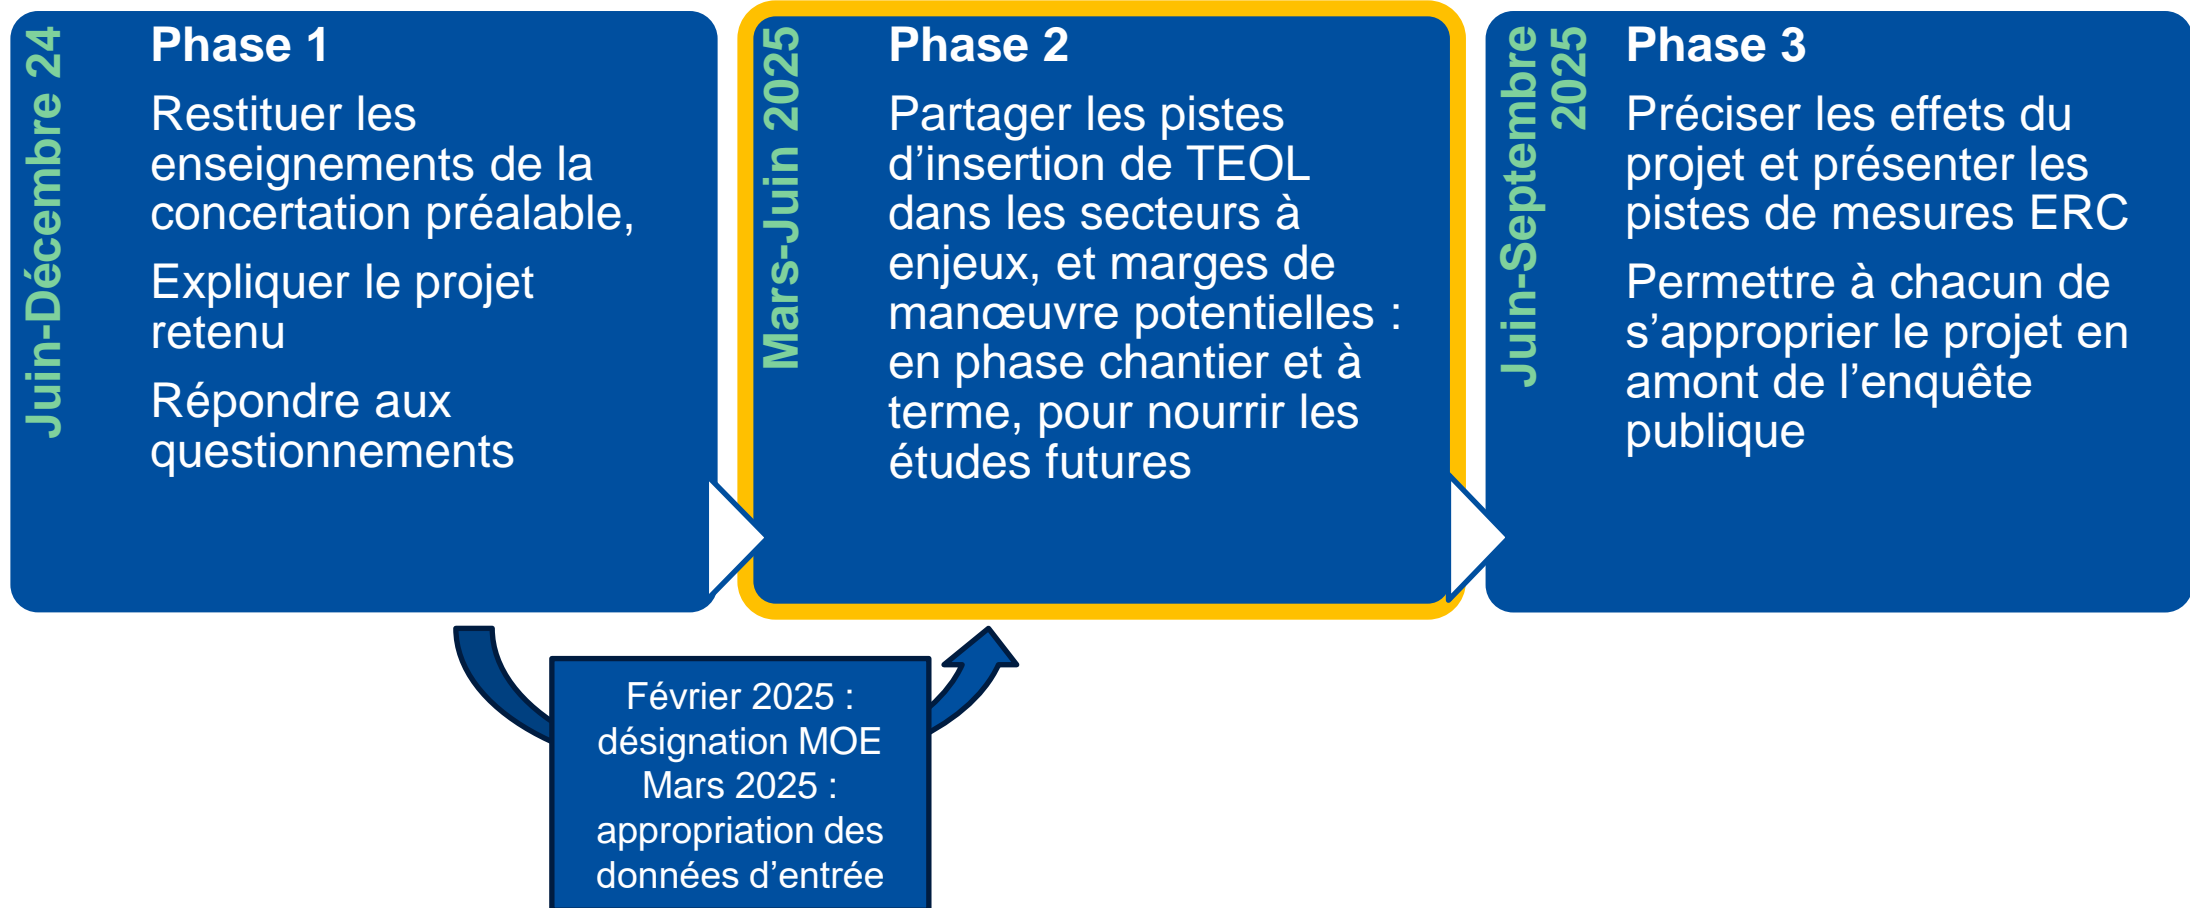 Juin-Décembre 24
Phase 1
Restituer les
enseignements de la
concertation préalable,
Expliquer le projet
retenu
Répondre aux
questionnements
Mars-Juin 2025
Phase 2
Partager les pistes
d’insertion de TEOL
dans les secteurs à
enjeux, et marges de
manœuvre potentielles :
en phase chantier et à
terme, pour nourrir les
études futures
Juin-Septembre
2025
Phase 3
Préciser les effets du
projet et présenter les
pistes de mesures ERC
Permettre à chacun de
s’approprier le projet en
amont de l’enquête
publique
Février 2025 :
désignation MOE
Mars 2025 :
appropriation des
données d’entrée